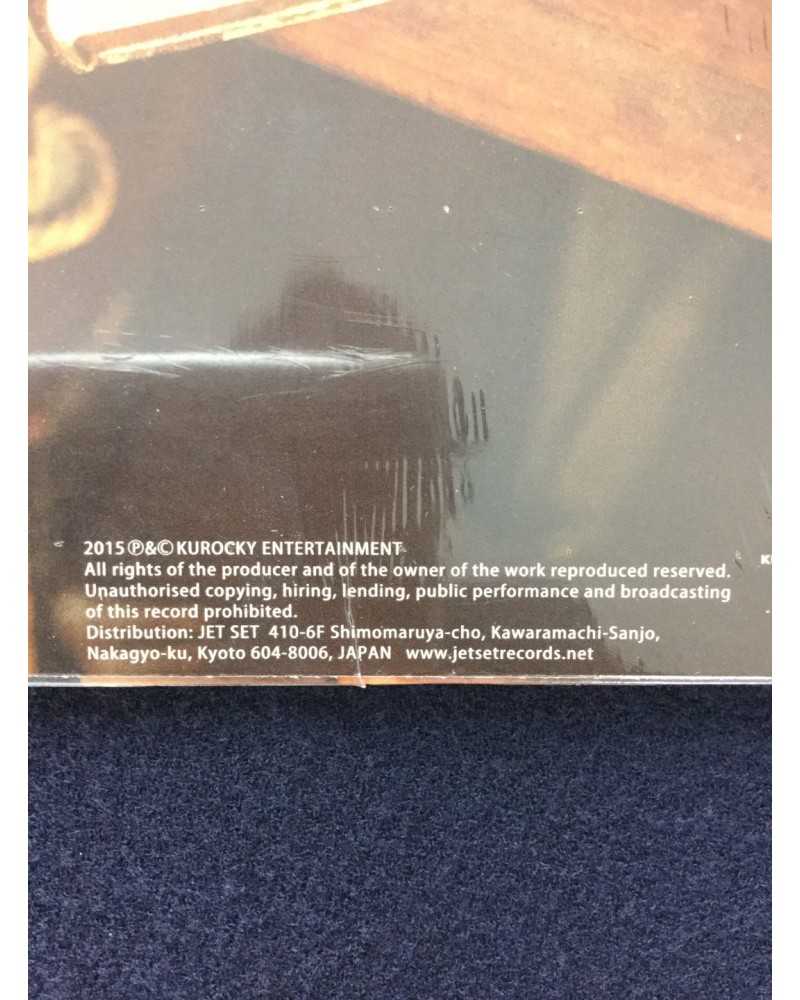 2015 ℗&© KUROCKY ENTERTAINMENT
All rights of the producer and of the owner of the work reproduced reserved.
Unauthorised copying, hiring, lending, public performance and broadcasting
of this record prohibited.
Distribution: JET SET 410-6F Shimomaruya-cho, Kawaramachi-Sanjo,
Nakagyo-ku, Kyoto 604-8006, JAPAN www.jetsetrecords.net